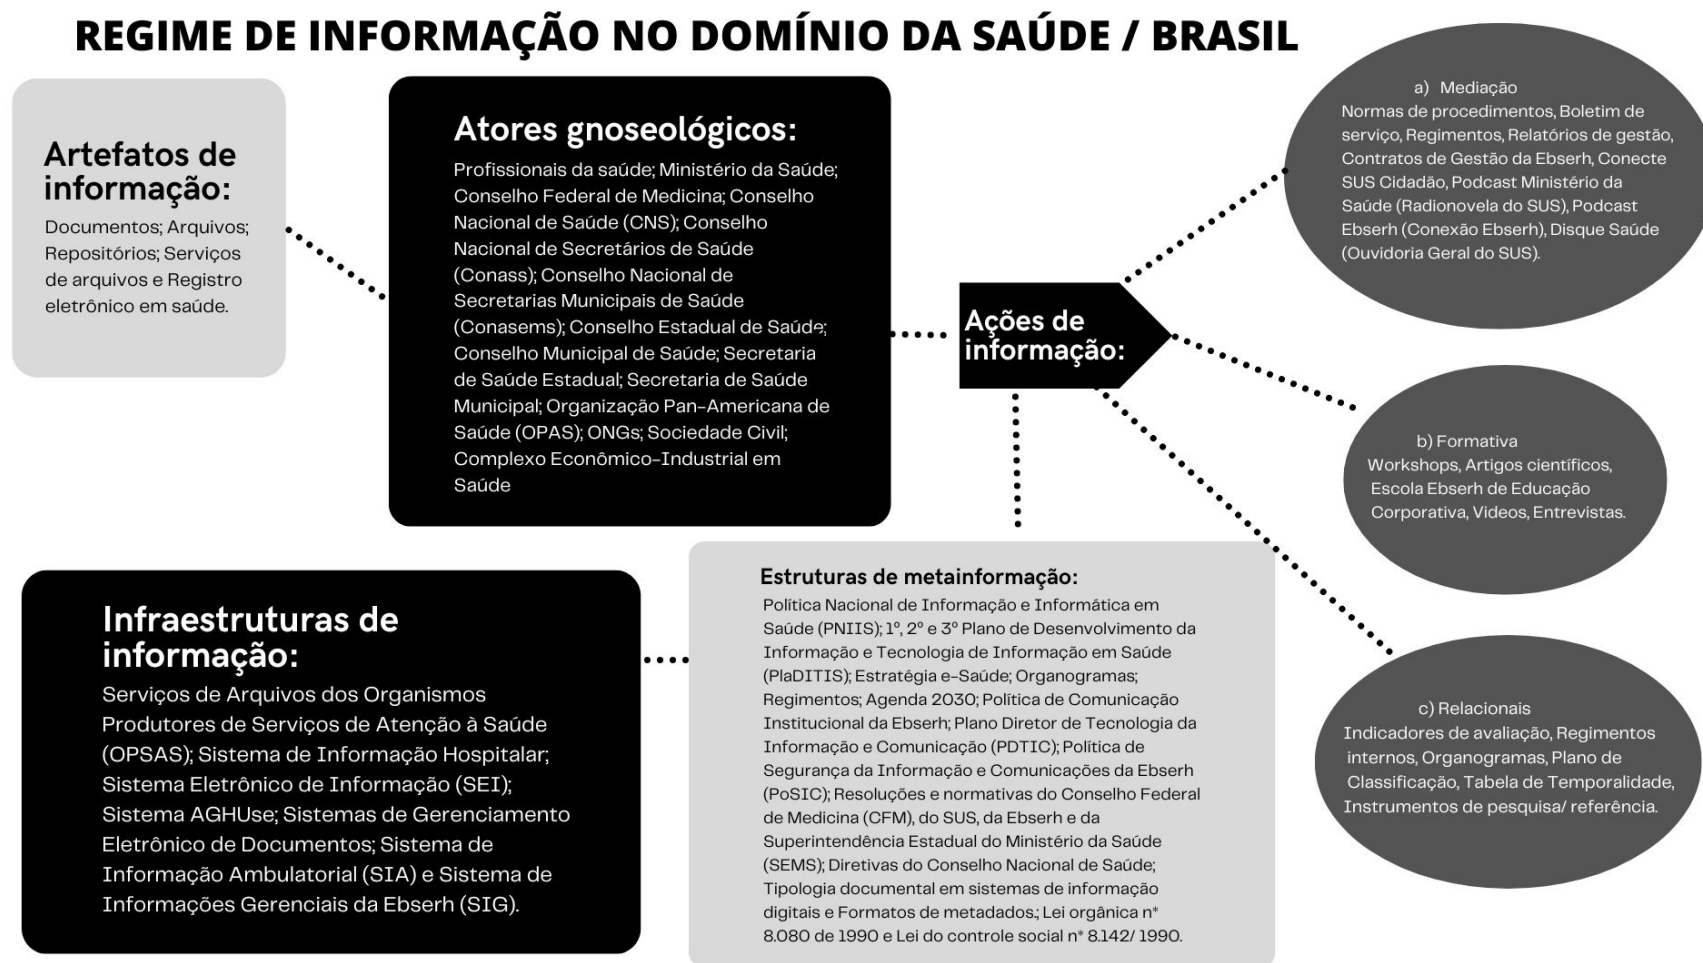 REGIME DE INFORMAÇÃO NO DOMÍNIO DA SAÚDE / BRASIL
Artefatos de
informação:
Documentos; Arquivos;
Repositórios; Serviços
de arquivos e Registro
eletrônico em saúde.
Atores gnoseológicos:
Profissionais da saúde; Ministério da Saúde;
Conselho Federal de Medicina; Conselho
Nacional de Saúde (CNS); Conselho
Nacional de Secretários de Saúde
(Conass); Conselho Nacional de
Secretarias Municipais de Saúde
(Conasems); Conselho Estadual de Saúde;
Conselho Municipal de Saúde; Secretaria
de Saúde Estadual; Secretaria de Saúde
Municipal; Organização Pan-Americana de
Saúde (OPAS); ONGs; Sociedade Civil;
Complexo Econômico-Industrial em
Saúde
Ações de
informação:
a) Mediação
Normas de procedimentos, Boletim de
serviço, Regimentos, Relatórios de gestão,
Contratos de Gestão da Ebserh, Conecte
SUS Cidadão, Podcast Ministério da
Saúde (Radionovela do SUS), Podcast
Ebserh (Conexão Ebserh), Disque Saúde
(Ouvidoria Geral do SUS).
b) Formativa
Workshops, Artigos científicos,
Escola Ebserh de Educação
Corporativa, Videos, Entrevistas.
c) Relacionais
Indicadores de avaliação, Regimentos
internos, Organogramas, Plano de
Classificação, Tabela de Temporalidade,
Instrumentos de pesquisa/ referência.
Infraestruturas de
informação:
Serviços de Arquivos dos Organismos
Produtores de Serviços de Atenção à Saúde
(OPSAS); Sistema de Informação Hospitalar;
Sistema Eletrônico de Informação (SEI);
Sistema AGHUse; Sistemas de Gerenciamento
Eletrônico de Documentos; Sistema de
Informação Ambulatorial (SIA) e Sistema de
Informações Gerenciais da Ebserh (SIG).
Estruturas de metainformação:
Política Nacional de Informação e Informática em
Saúde (PNIIS); 1º, 2º e 3º Plano de Desenvolvimento da
Informação e Tecnologia de Informação em Saúde
(PlaDITIS); Estratégia e-Saúde; Organogramas;
Regimentos; Agenda 2030; Política de Comunicação
Institucional da Ebserh; Plano Diretor de Tecnologia da
Informação e Comunicação (PDTIC); Política de
Segurança da Informação e Comunicações da Ebserh
(PoSIC); Resoluções e normativas do Conselho Federal
de Medicina (CFM), do SUS, da Ebserh e da
Superintendência Estadual do Ministério da Saúde
(SEMS); Diretivas do Conselho Nacional de Saúde;
Tipologia documental em sistemas de informação
digitais e Formatos de metadados.; Lei orgânica n*
8.080 de 1990 e Lei do controle social n* 8.142/ 1990.